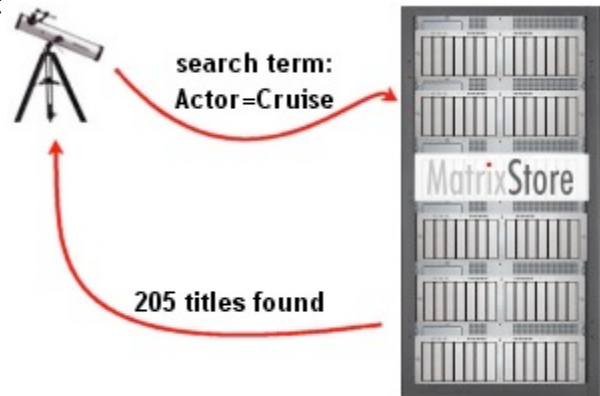 search term:
Actor=Cruise
MatrixStore
205 titles found